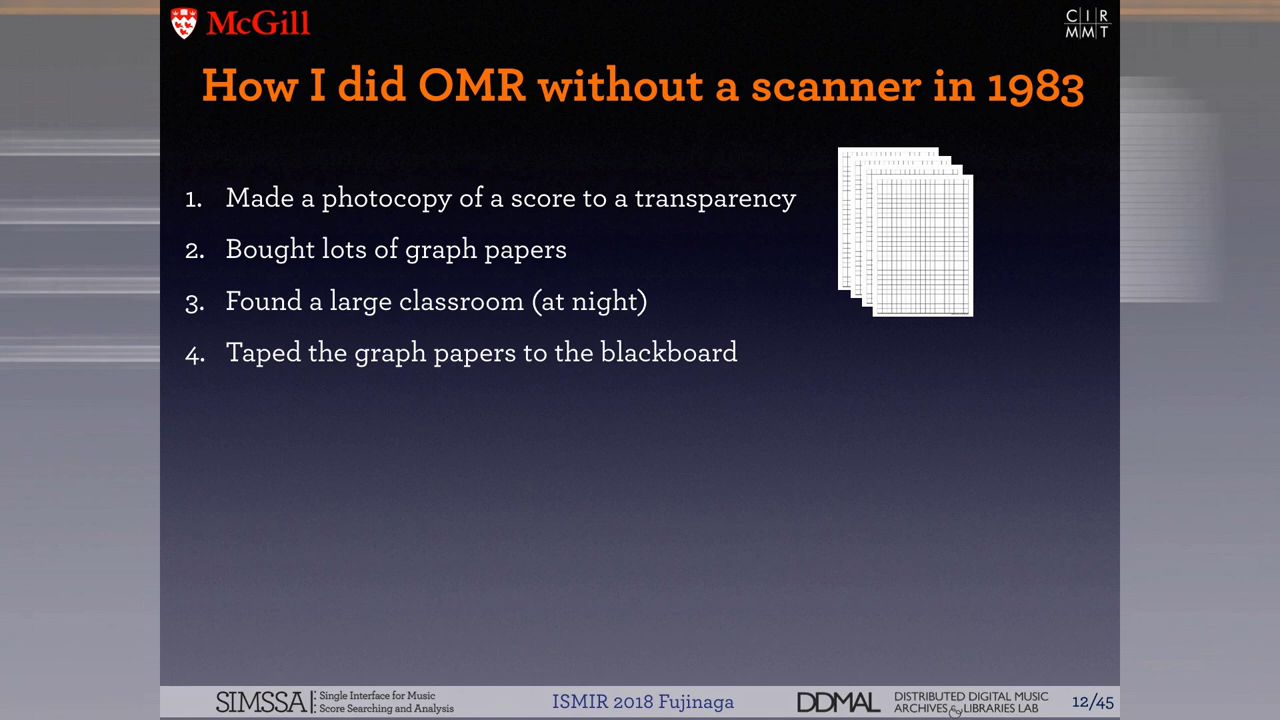 McGill
C I R
M M T
How I did OMR without a scanner in 1983
1. Made a photocopy of a score to a transparency
2. Bought lots of graph papers
3. Found a large classroom (at night)
4. Taped the graph papers to the blackboard
SIMSSA Single Interface for Music
Score Searching and Analysis
ISMIR 2018 Fujinaga
DDMAL DISTRIBUTED DIGITAL MUSIC
ARCHIVES & LIBRARIES LAB
12/45